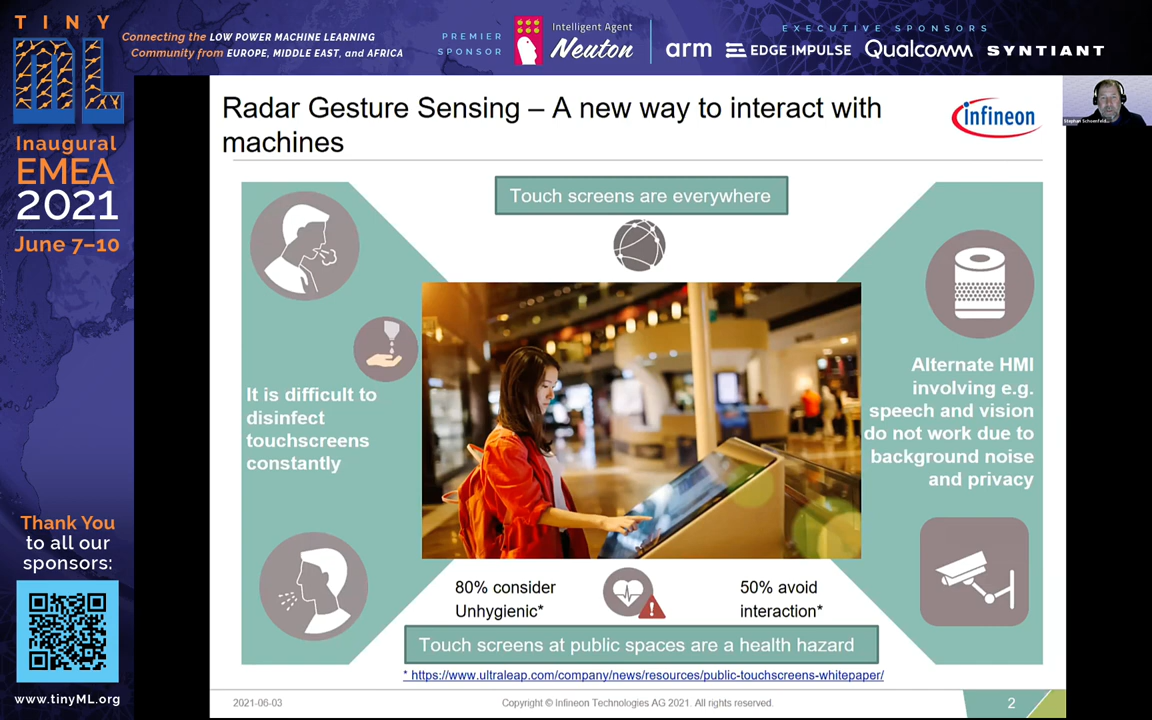 TINY
ML
Connecting the LOW POWER MACHINE LEARNING
Community from EUROPE, MIDDLE EAST, and AFRICA
PREMIER
SPONSOR
Intelligent Agent
Neuton
EXECUTIVE SPONSORS
arm
EDGE IMPULSE
Qualcomm
SYNTIANT
Inaugural
EMEA
2021
June 7–10
Thank You
to all our
sponsors:
www.tinyML.org
Radar Gesture Sensing – A new way to interact with
machines
infineon
Touch screens are everywhere
It is difficult to
disinfect
touchscreens
constantly
Alternate HMI
involving e.g.
speech and vision
do not work due to
background noise
and privacy
80% consider
Unhygienic*
50% avoid
interaction*
Touch screens at public spaces are a health hazard
* https://www.ultraleap.com/company/news/resources/public-touchscreens-whitepaper/
2021-06-03
Copyright © Infineon Technologies AG 2021. All rights reserved.
2